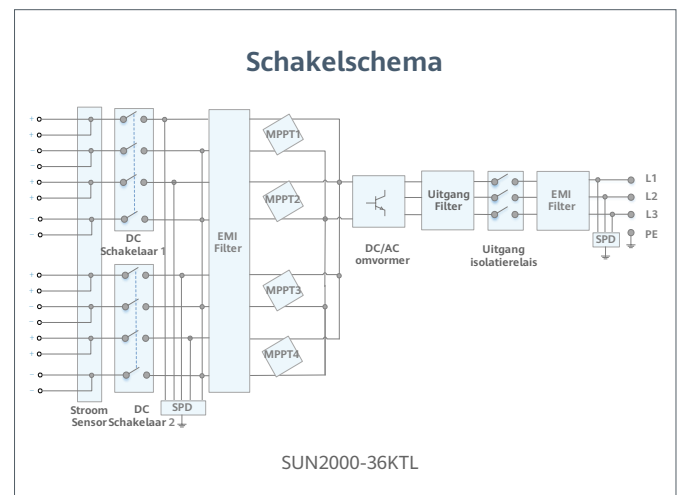 Schakelschema
+
+
−
−
+
+
−
−
DC
Schakelaar 1
+
+
−
−
+
+
−
−
Stroom
Sensor
DC
Schakelaar 2
SPD
EMI
Filter
MPPT1
MPPT2
MPPT3
MPPT4
DC/AC
omvormer
Uitgang
Filter
Uitgang
isolatierelais
EMI
Filter
SPD
L1
L2
L3
PE
SUN2000-36KTL